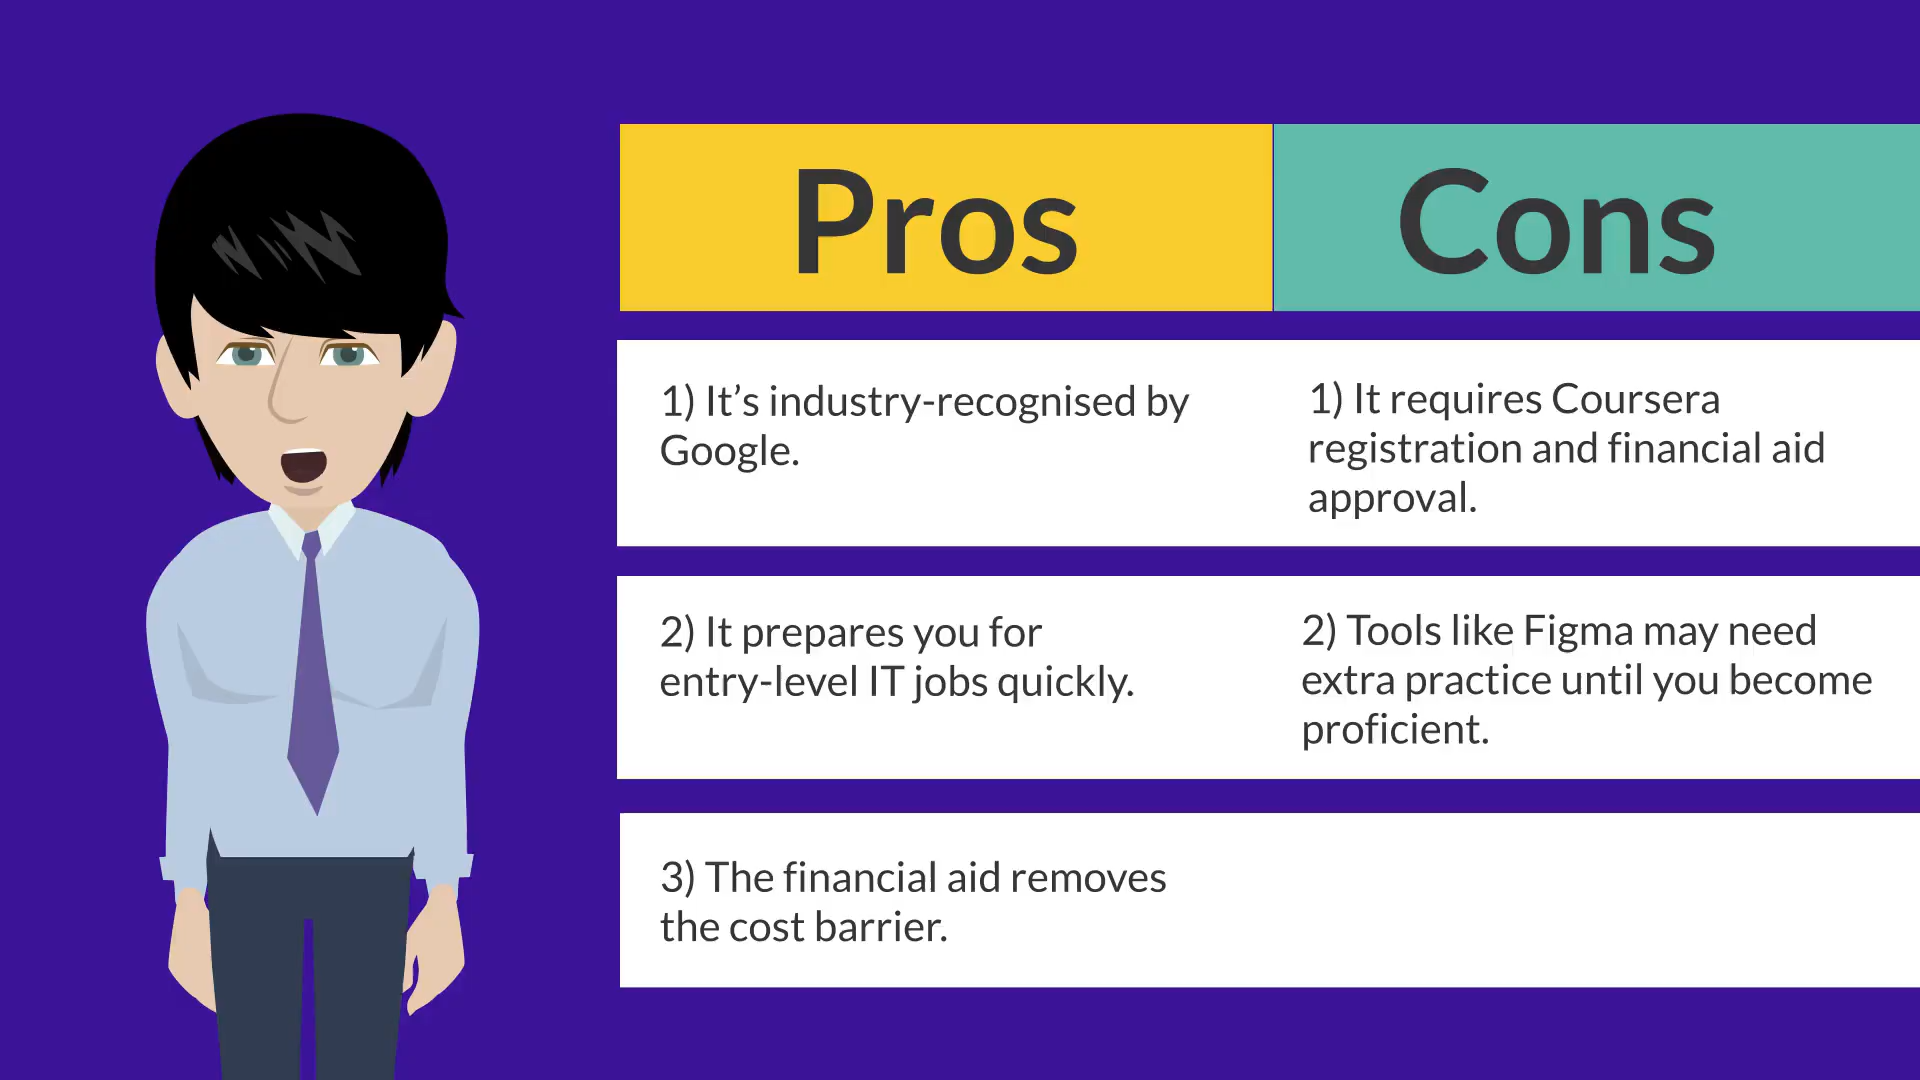 Pros
Cons
1) It’s industry-recognised by
Google.
1) It requires Coursera
registration and financial aid
approval.
2) It prepares you for
entry-level IT jobs quickly.
2) Tools like Figma may need
extra practice until you become
proficient.
3) The financial aid removes
the cost barrier.